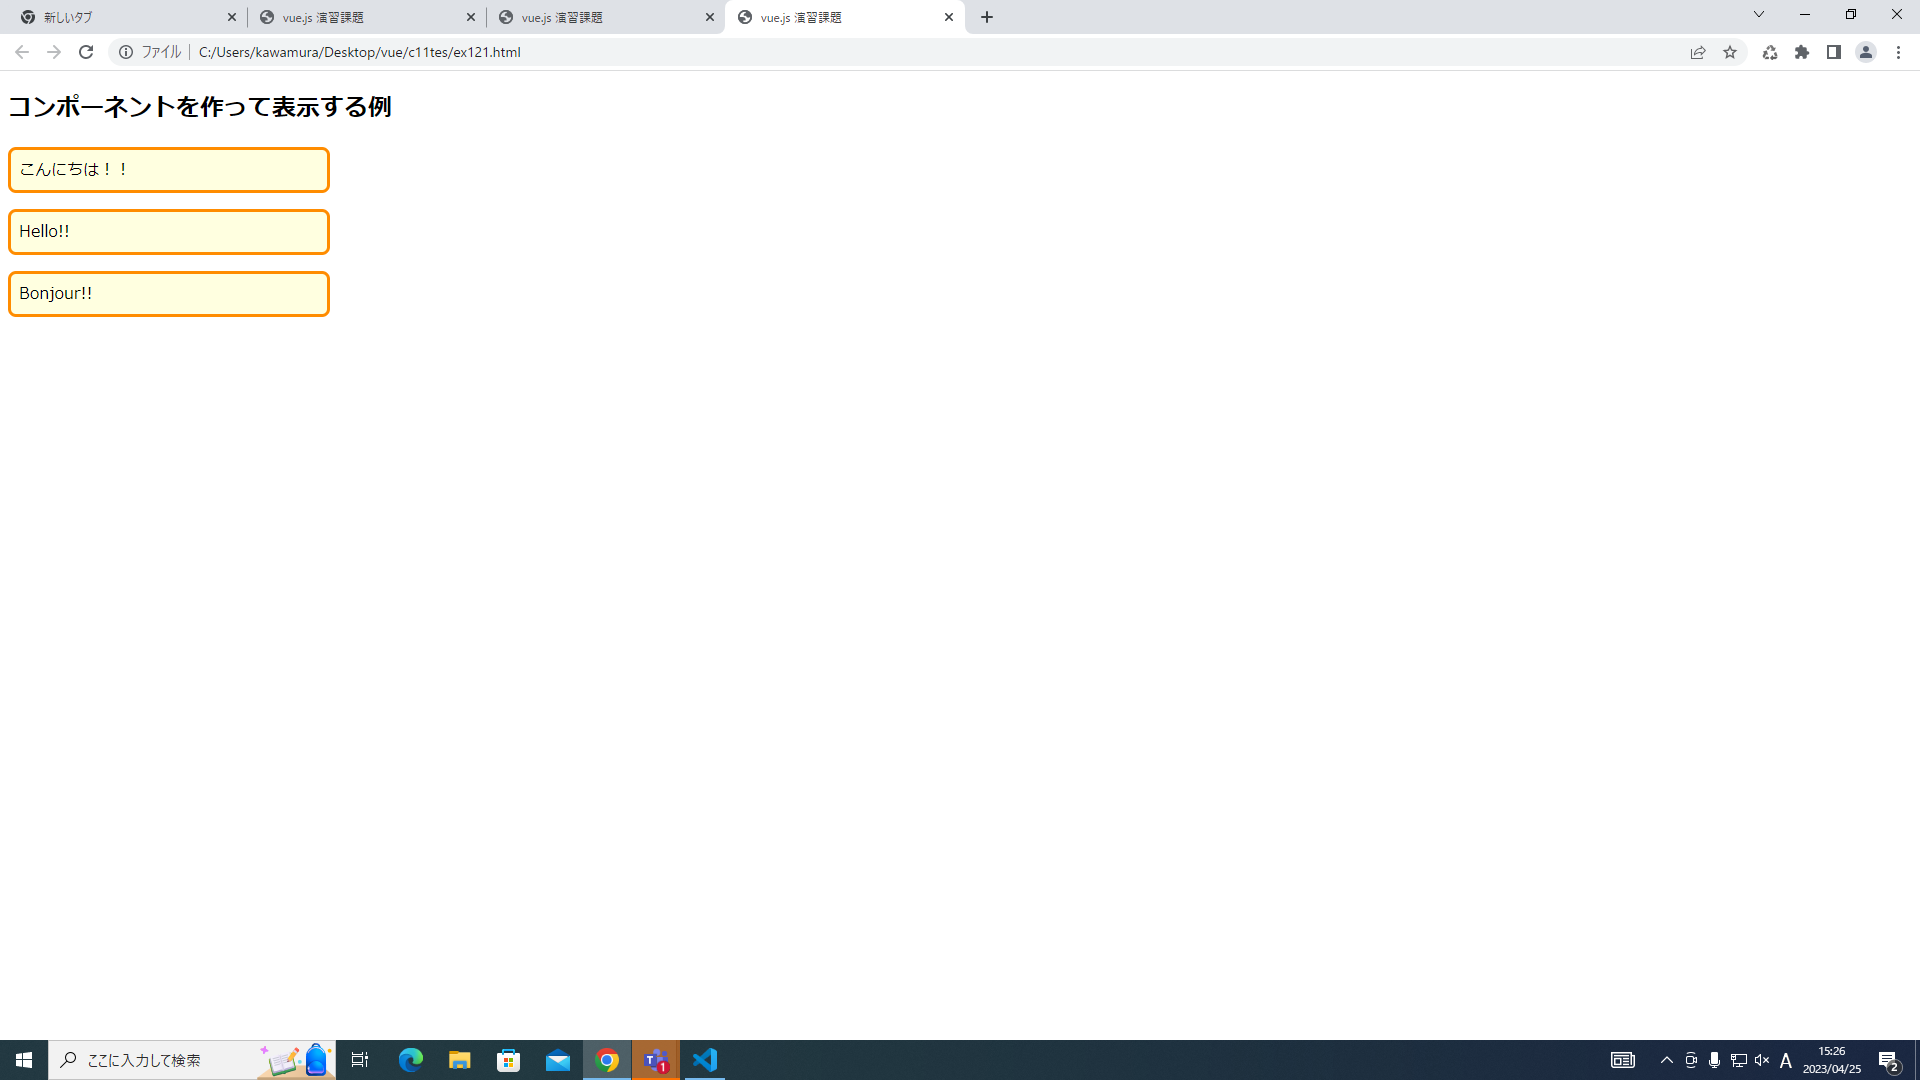 新しいタブ
vue.js 演習課題
vue.js 演習課題
vue.js 演習課題
ファイル
C:/Users/kawamura/Desktop/vue/c11tes/ex121.html
コンポーネントを作って表示する例
こんにちは！！
Hello!!
Bonjour!!
ここに入力して検索
T
1
A
15:26
2023/04/25
2